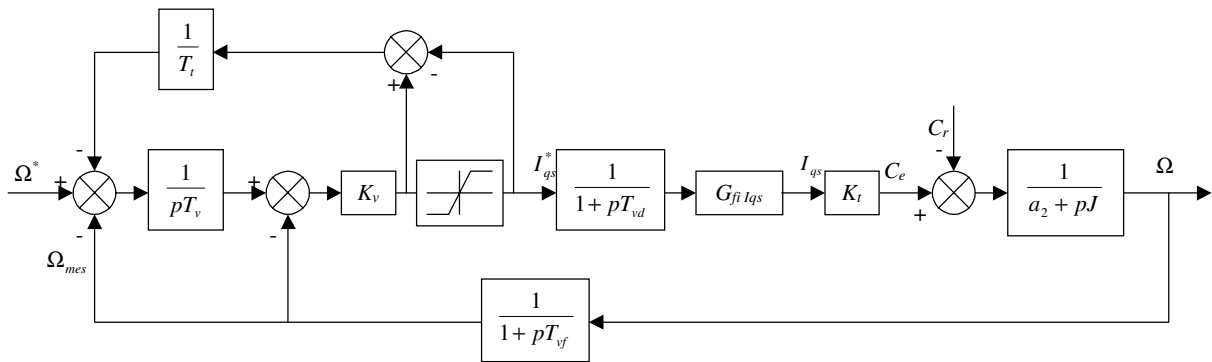 1
T_t
+
-
-
Ω*
+
1
pT_v
+
K_v
I*_qs
1
1 + pT_vd
G_fi Iqs
I_qs
K_t
C_e
C_r
-
+
1
a_2 + pJ
Ω
-
-
Ω_mes
1
1 + pT_vf